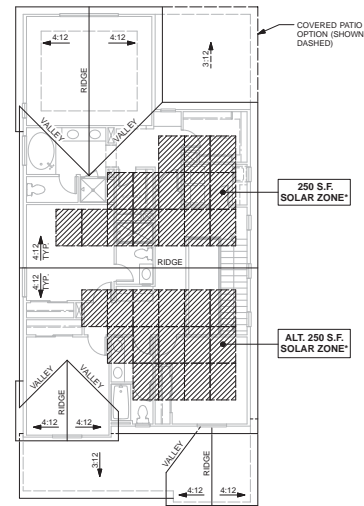 COVERED PATIO
OPTION (SHOWN
DASHED)
4:12
4:12
RIDGE
3:12
VALLEY
VALLEY
250 S.F.
SOLAR ZONE*
4:12
TYP.
RIDGE
4:12
TYP.
ALT. 250 S.F.
SOLAR ZONE*
VALLEY
VALLEY
RIDGE
4:12
4:12
3:12
VALLEY
RIDGE
4:12
4:12